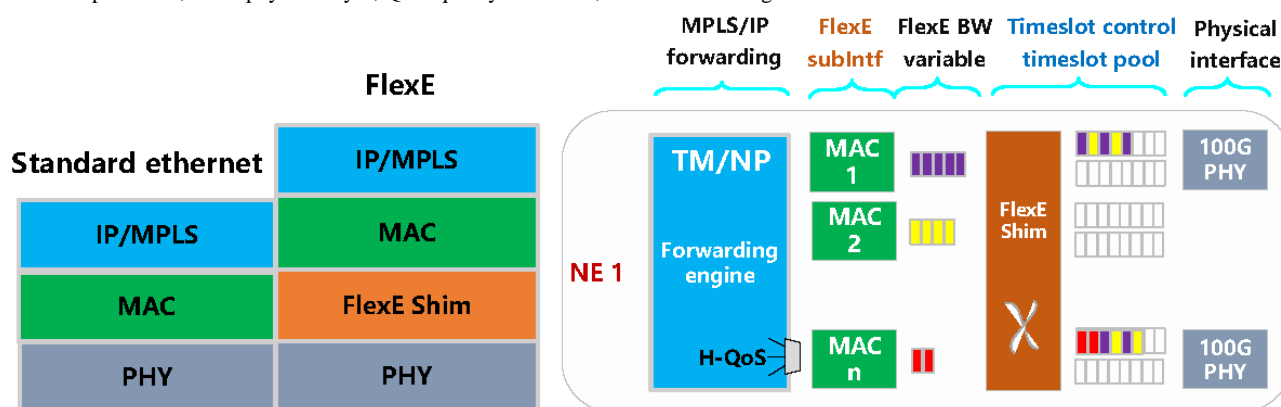 MPLS/IP
forwarding
FlexE
subIntf
FlexE BW
variable
Timeslot control
timeslot pool
Physical
interface
FlexE
Standard ethernet
IP/MPLS
MAC
FlexE Shim
PHY
IP/MPLS
MAC
PHY
NE 1
TM/NP
Forwarding
engine
H-QoS
MAC
1
MAC
2
MAC
n
FlexE
Shim
100G
PHY
100G
PHY